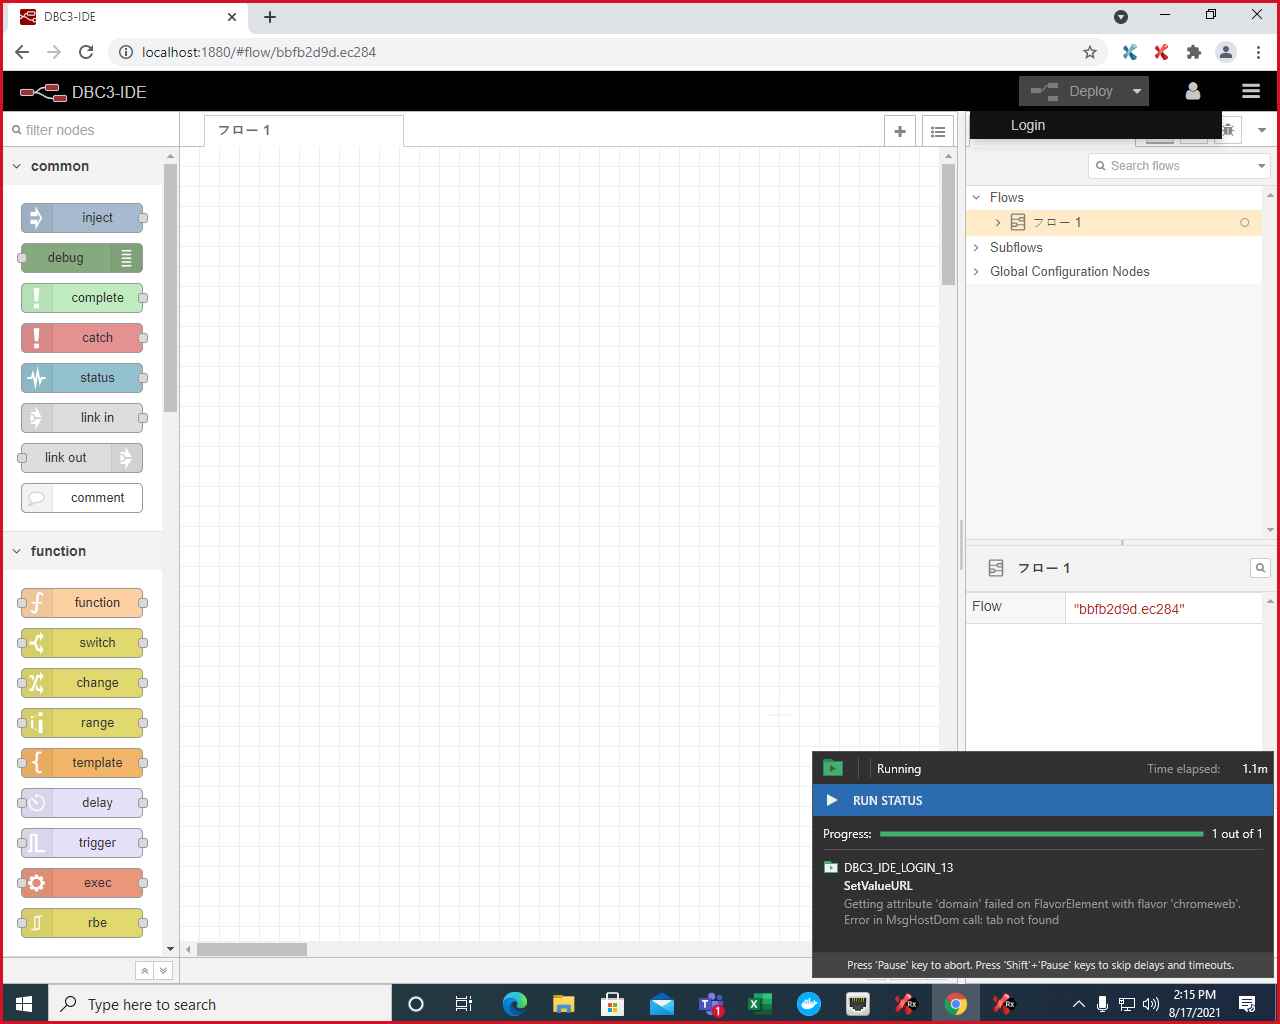 DBC3-IDE
localhost:1880/#flow/bbfb2d9d.ec284
DBC3-IDE
Deploy
filter nodes
フロー 1
Login
common
Search flows
inject
debug
complete
catch
status
link in
link out
comment
function
function
switch
change
range
template
delay
trigger
exec
rbe
Flows
フロー 1
Subflows
Global Configuration Nodes
フロー 1
Flow "bbfb2d9d.ec284"
Running Time elapsed: 1.1m
RUN STATUS
Progress: 1 out of 1
DBC3_IDE_LOGIN_13
SetValueURL
Getting attribute 'domain' failed on FlavorElement with flavor 'chromeweb'.
Error in MsgHostDom call: tab not found
Press 'Pause' key to abort. Press 'Shift'+'Pause' keys to skip delays and timeouts.
Type here to search
1
Rx
Rx
2:15 PM
8/17/2021